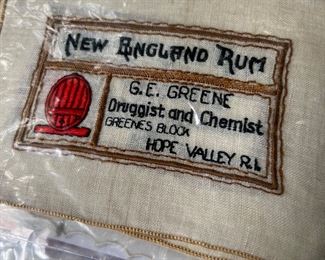 New England Rum
G.E. GREENE
Druggist and Chemist
GREENES BLOCK
HOPE VALLEY R.I.